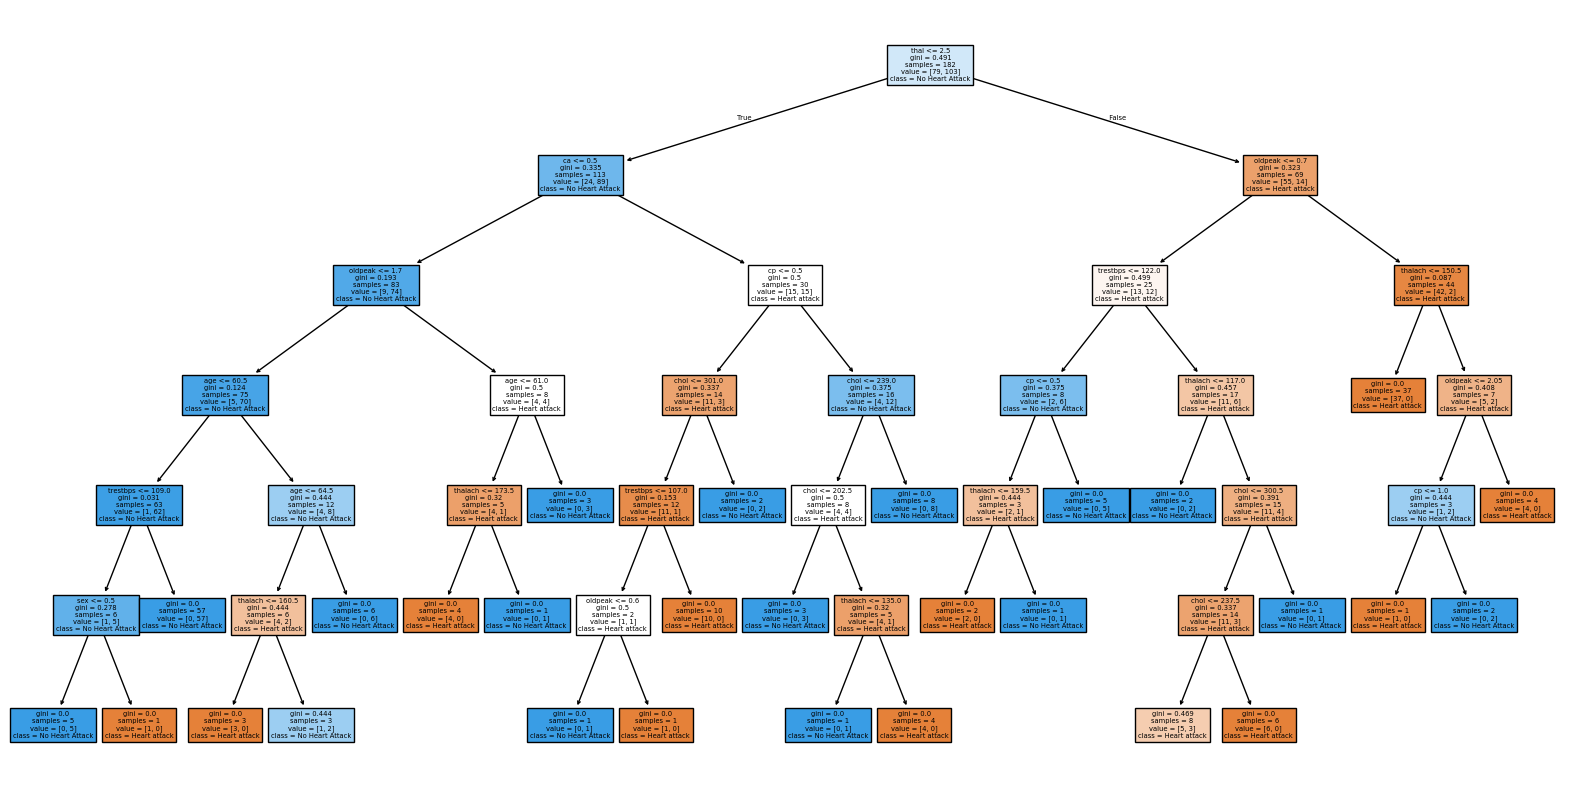 thal <= 2.5
gini = 0.491
samples = 182
value = [79, 103]
class = No Heart Attack
True
False
ca <= 0.5
gini = 0.335
samples = 113
value = [24, 89]
class = No Heart Attack
oldpeak <= 0.7
gini = 0.323
samples = 69
value = [55, 14]
class = Heart attack
oldpeak <= 1.7
gini = 0.193
samples = 83
value = [9, 74]
class = No Heart Attack
cp <= 0.5
gini = 0.5
samples = 30
value = [15, 15]
class = Heart attack
trestbps <= 122.0
gini = 0.499
samples = 25
value = [13, 12]
class = Heart attack
thalach <= 150.5
gini = 0.087
samples = 44
value = [42, 2]
class = Heart attack
age <= 60.5
gini = 0.124
samples = 75
value = [5, 70]
class = No Heart Attack
age <= 61.0
gini = 0.5
samples = 8
value = [4, 4]
class = Heart attack
chol <= 301.0
gini = 0.337
samples = 14
value = [11, 3]
class = Heart attack
chol <= 239.0
gini = 0.375
samples = 16
value = [4, 12]
class = No Heart Attack
cp <= 0.5
gini = 0.375
samples = 8
value = [2, 6]
class = No Heart Attack
thalach <= 117.0
gini = 0.457
samples = 17
value = [11, 6]
class = Heart attack
gini = 0.0
samples = 37
value = [37, 0]
class = Heart attack
oldpeak <= 2.05
gini = 0.408
samples = 7
value = [5, 2]
class = Heart attack
trestbps <= 109.0
gini = 0.031
samples = 63
value = [1, 62]
class = No Heart Attack
age <= 64.5
gini = 0.444
samples = 12
value = [4, 8]
class = No Heart Attack
thalach <= 173.5
gini = 0.32
samples = 5
value = [4, 1]
class = Heart attack
gini = 0.0
samples = 3
value = [0, 3]
class = No Heart Attack
trestbps <= 107.0
gini = 0.153
samples = 12
value = [11, 1]
class = Heart attack
gini = 0.0
samples = 2
value = [0, 2]
class = No Heart Attack
chol <= 202.5
gini = 0.5
samples = 8
value = [4, 4]
class = Heart attack
gini = 0.0
samples = 8
value = [0, 8]
class = No Heart Attack
thalach <= 159.5
gini = 0.444
samples = 3
value = [2, 1]
class = Heart attack
gini = 0.0
samples = 5
value = [0, 5]
class = No Heart Attack
gini = 0.0
samples = 2
value = [0, 2]
class = No Heart Attack
chol <= 300.5
gini = 0.391
samples = 15
value = [11, 4]
class = Heart attack
cp <= 1.0
gini = 0.444
samples = 3
value = [1, 2]
class = No Heart Attack
gini = 0.0
samples = 4
value = [4, 0]
class = Heart attack
sex <= 0.5
gini = 0.278
samples = 6
value = [1, 5]
class = No Heart Attack
gini = 0.0
samples = 57
value = [0, 57]
class = No Heart Attack
thalach <= 160.5
gini = 0.444
samples = 6
value = [4, 2]
class = Heart attack
gini = 0.0
samples = 6
value = [0, 6]
class = No Heart Attack
gini = 0.0
samples = 4
value = [4, 0]
class = Heart attack
gini = 0.0
samples = 1
value = [0, 1]
class = No Heart Attack
oldpeak <= 0.6
gini = 0.5
samples = 2
value = [1, 1]
class = Heart attack
gini = 0.0
samples = 10
value = [10, 0]
class = Heart attack
gini = 0.0
samples = 3
value = [0, 3]
class = No Heart Attack
thalach <= 135.0
gini = 0.32
samples = 5
value = [4, 1]
class = Heart attack
gini = 0.0
samples = 2
value = [2, 0]
class = Heart attack
gini = 0.0
samples = 1
value = [0, 1]
class = No Heart Attack
chol <= 237.5
gini = 0.337
samples = 14
value = [11, 3]
class = Heart attack
gini = 0.0
samples = 1
value = [0, 1]
class = No Heart Attack
gini = 0.0
samples = 1
value = [1, 0]
class = Heart attack
gini = 0.0
samples = 2
value = [0, 2]
class = No Heart Attack
gini = 0.0
samples = 5
value = [0, 5]
class = No Heart Attack
gini = 0.0
samples = 1
value = [1, 0]
class = Heart attack
gini = 0.0
samples = 3
value = [3, 0]
class = Heart attack
gini = 0.444
samples = 3
value = [1, 2]
class = No Heart Attack
gini = 0.0
samples = 1
value = [0, 1]
class = No Heart Attack
gini = 0.0
samples = 1
value = [1, 0]
class = Heart attack
gini = 0.0
samples = 1
value = [0, 1]
class = No Heart Attack
gini = 0.0
samples = 4
value = [4, 0]
class = Heart attack
gini = 0.469
samples = 8
value = [5, 3]
class = Heart attack
gini = 0.0
samples = 6
value = [6, 0]
class = Heart attack